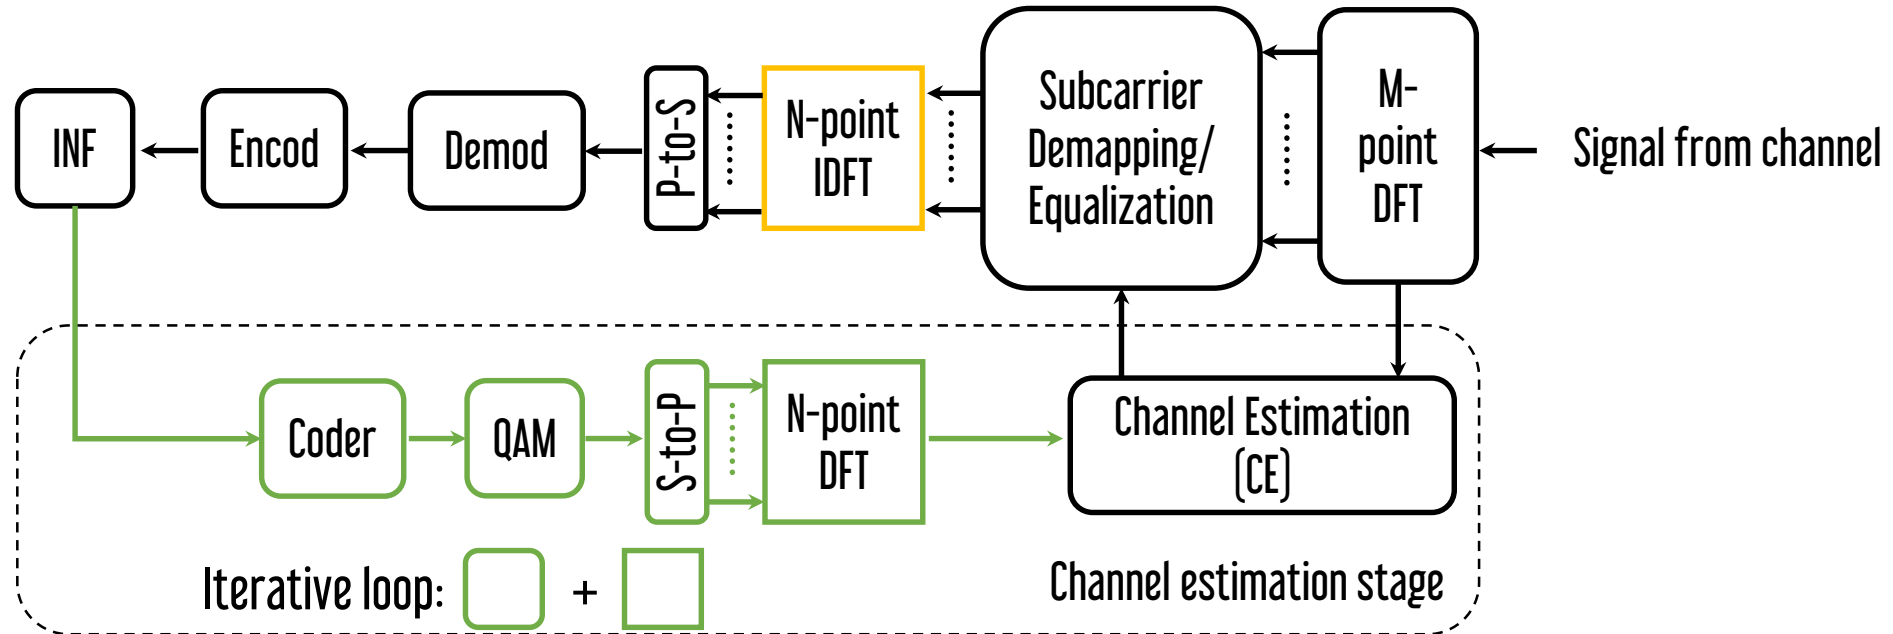 INF
Encod
Demod
P-to-S
N-point
IDFT
Subcarrier
Demapping/
Equalization
M-
point
DFT
Signal from channel
Coder
QAM
S-to-P
N-point
DFT
Channel Estimation
(CE)
Iterative loop:
+
Channel estimation stage